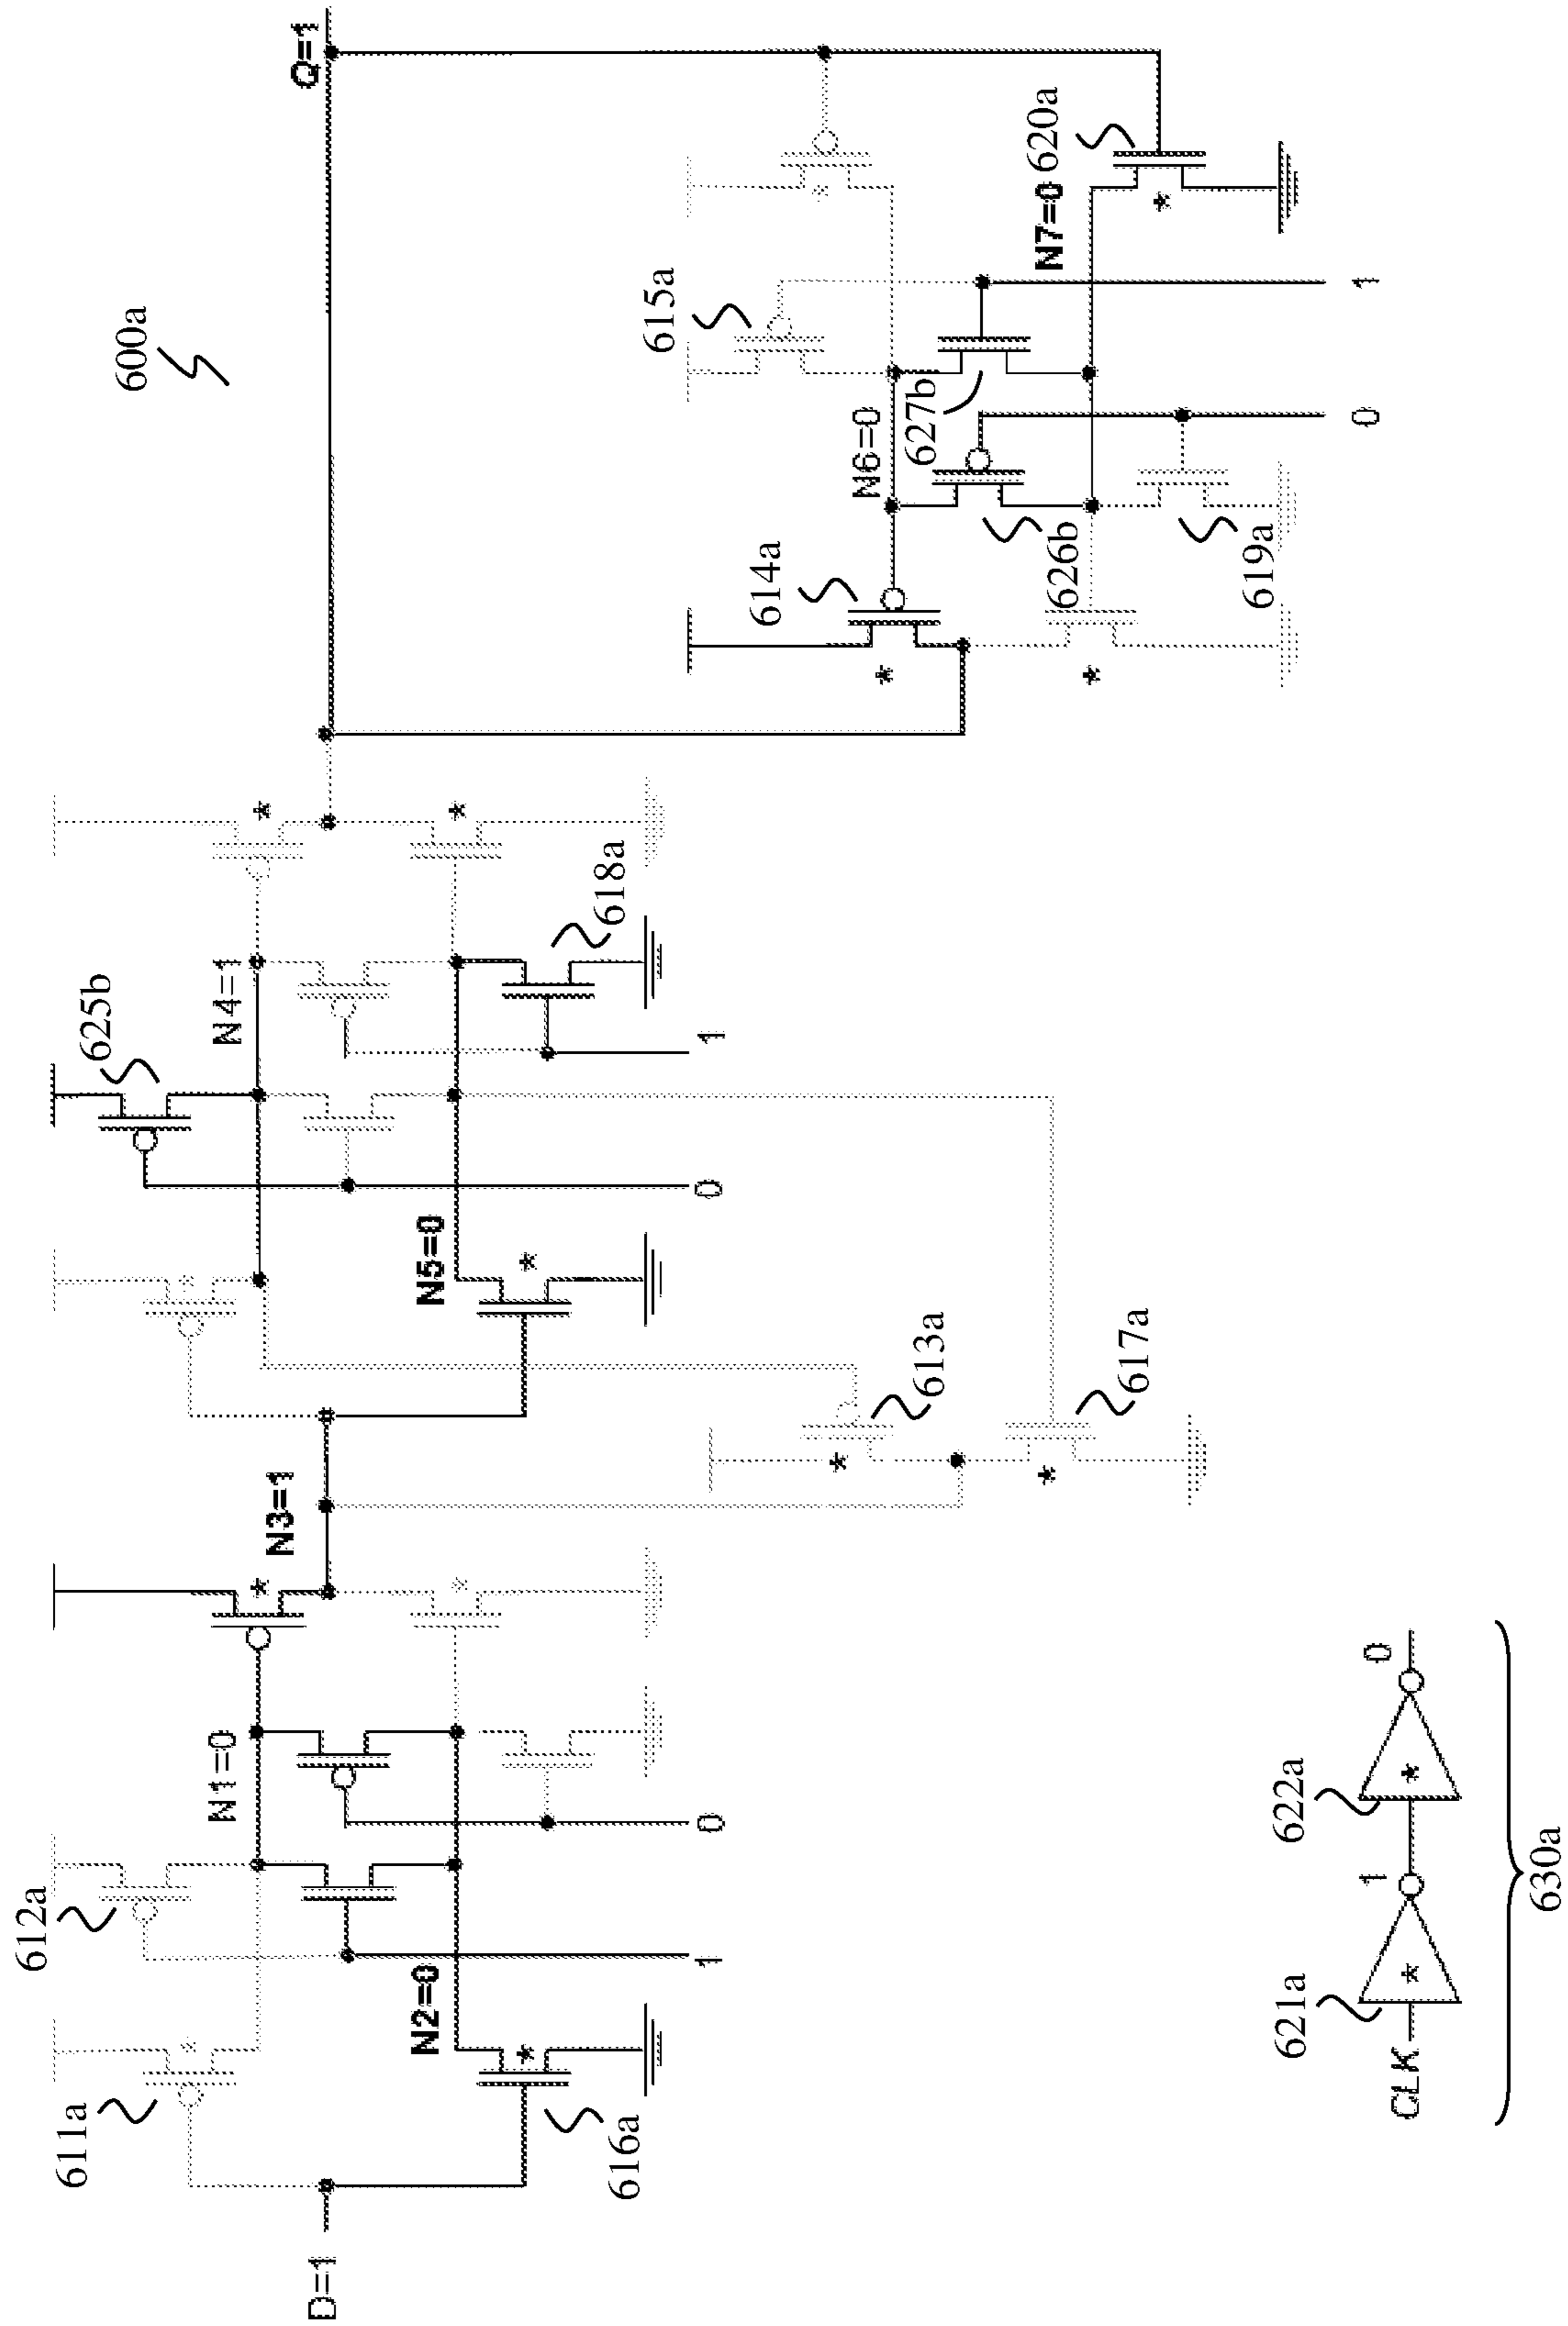 600a
Q=1
625b
N4=1
618a
N5=0
0
1
N3=1
613a
617a
612a
N1=0
611a
N2=0
616a
1
0
D=1
614a
N6=0
615a
627b
626b
619a
N7=0
620a
0
1
*
*
*
*
*
*
*
*
*
*
*
*
*
CLK
621a
*
1
622a
*
0
630a